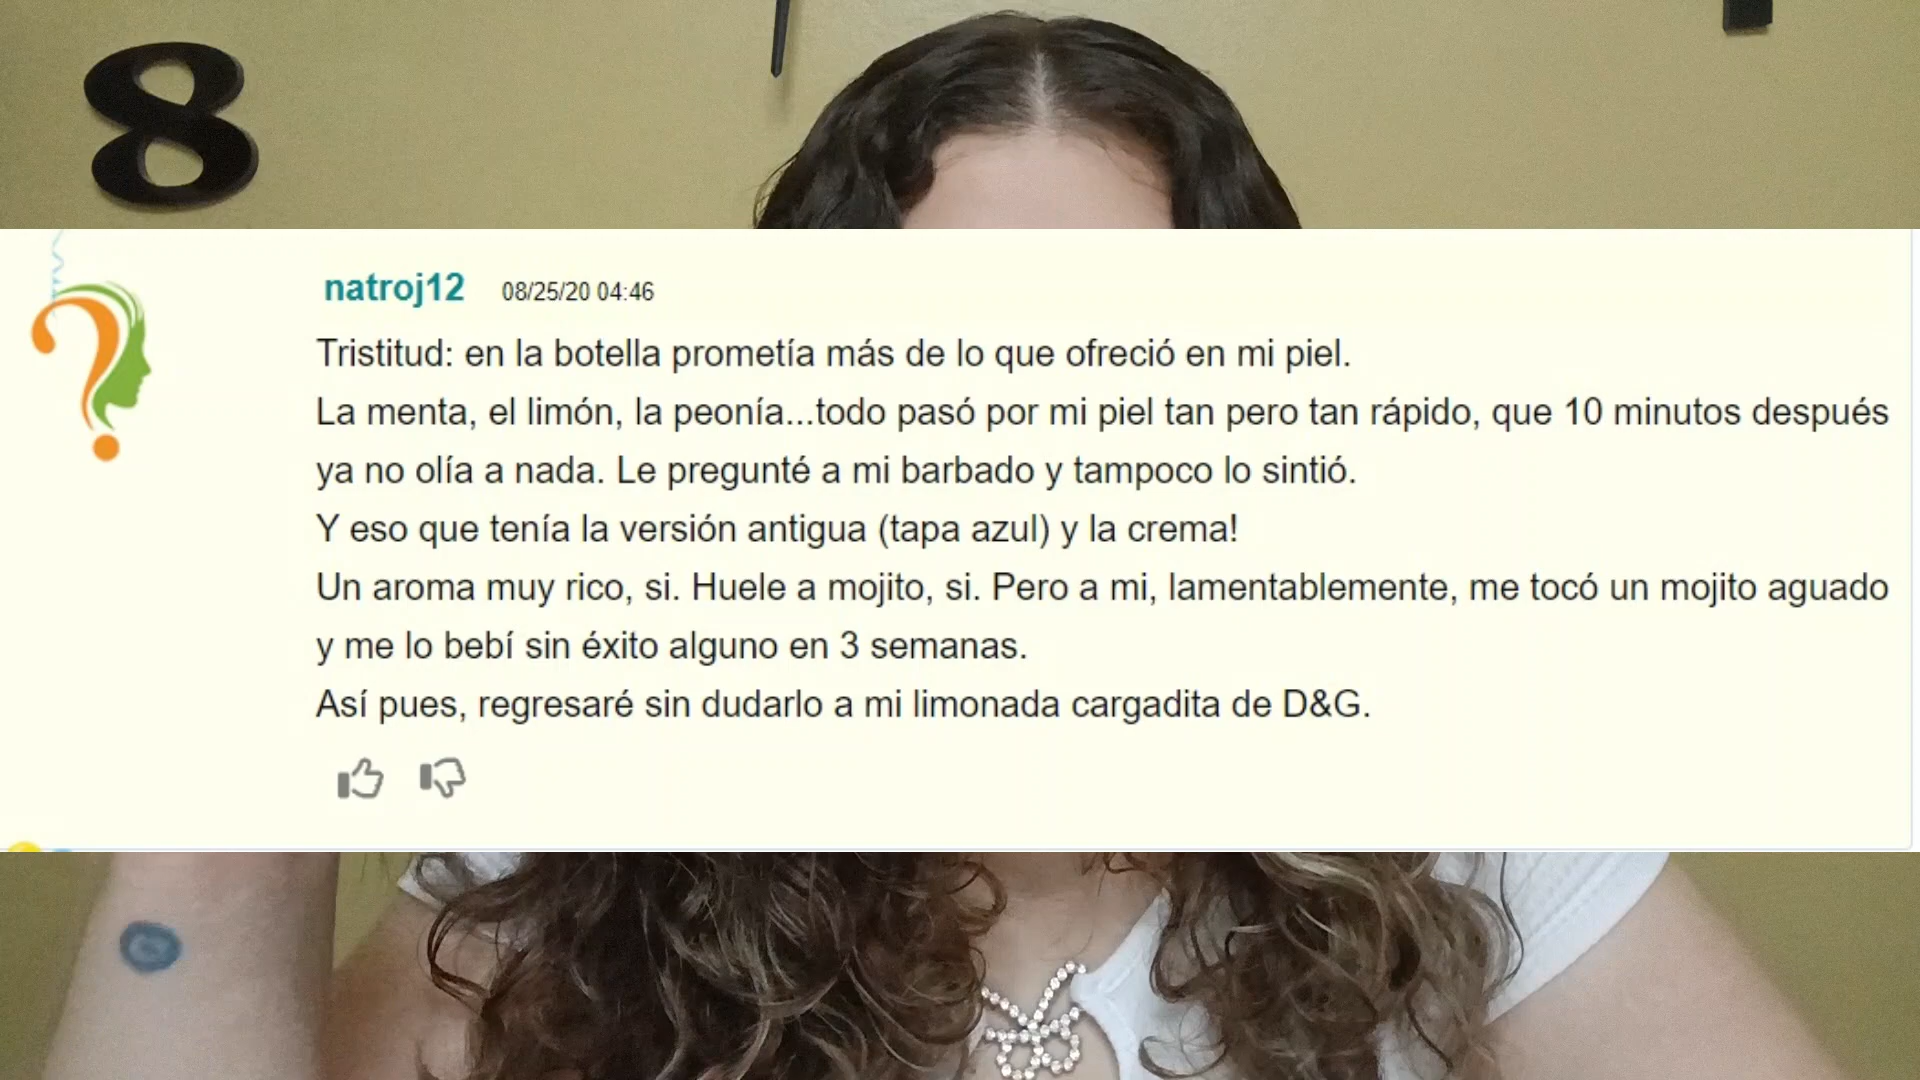 8
natroj12 08/25/20 04:46
Tristitud: en la botella prometía más de lo que ofreció en mi piel.
La menta, el limón, la peonía...todo pasó por mi piel tan pero tan rápido, que 10 minutos después
ya no olía a nada. Le pregunté a mi barbado y tampoco lo sintió.
Y eso que tenía la versión antigua (tapa azul) y la crema!
Un aroma muy rico, si. Huele a mojito, si. Pero a mi, lamentablemente, me tocó un mojito aguado
y me lo bebí sin éxito alguno en 3 semanas.
Así pues, regresaré sin dudarlo a mi limonada cargadita de D&G.